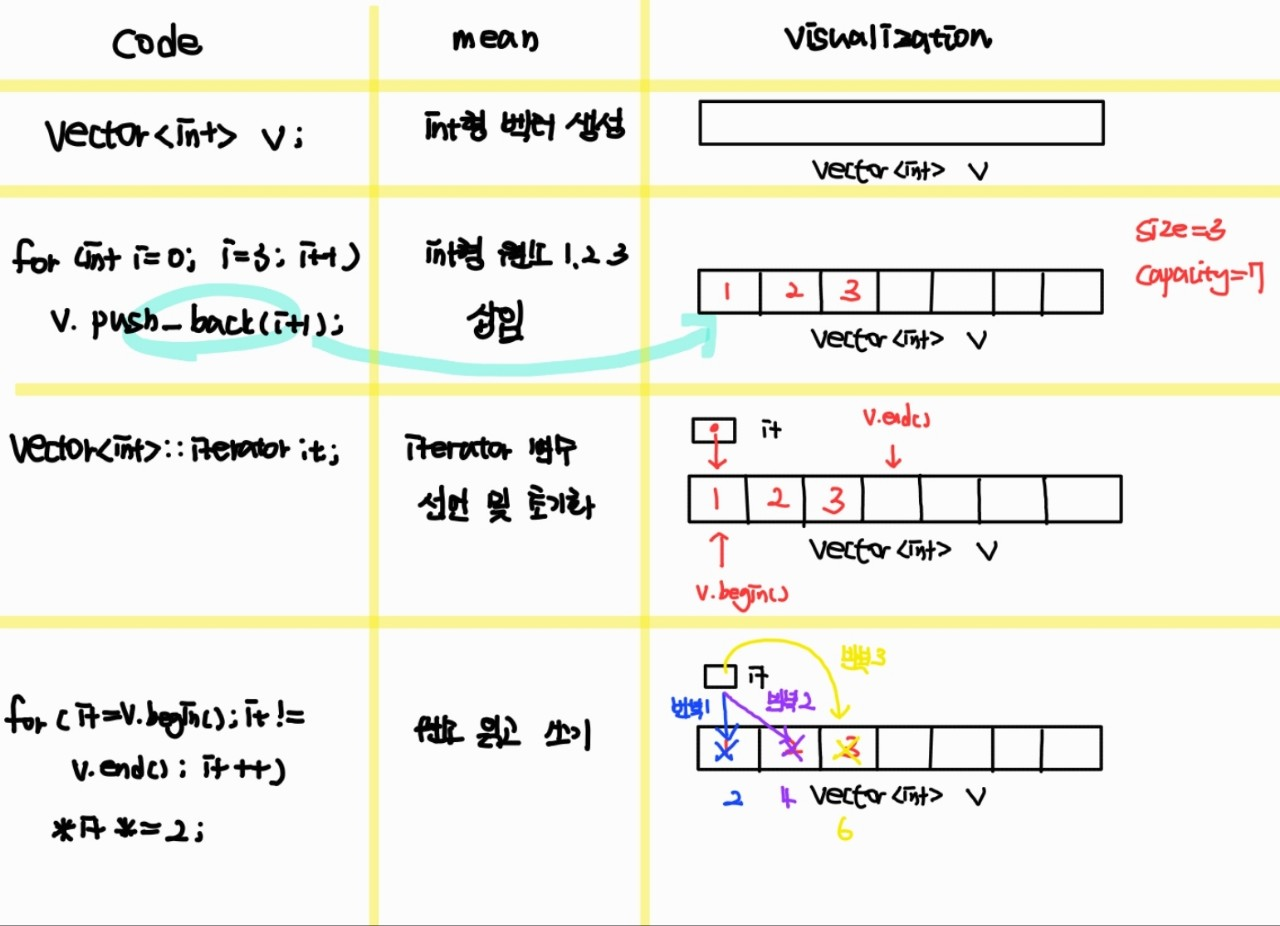 Code
mean
visualization
Vector<int> v;
int형 벡터 생성
Vector<int> v
for (int i=0; i=3; i++)
v. push_back(i+1);
int형 원소 1.2.3
삽입
1 2 3
Vector<int> v
size=3
capacity=7
Vector<int>::iterator it;
iterator 변수
선언 및 초기화
it
v.end()
1 2 3
Vector<int> v
v.begin()
for (it=v.begin(); it!=
v.end(); it++)
*it *=2;
원소 읽고 쓰기
it
반복1
반복2
반복3
3
2 4 Vector<int> v
6